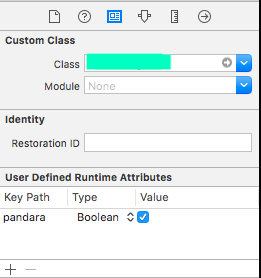 Custom Class
Class
Module None
Identity
Restoration ID
User Defined Runtime Attributes
Key Path Type Value
pandara Boolean